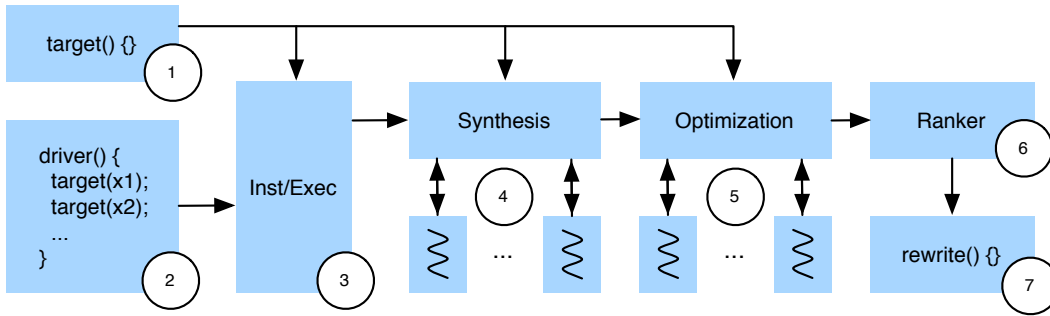 target() {}
1
driver() {
target(x1);
target(x2);
...
}
2
Inst/Exec
3
Synthesis
4
...
Optimization
5
...
Ranker
6
rewrite() {}
7